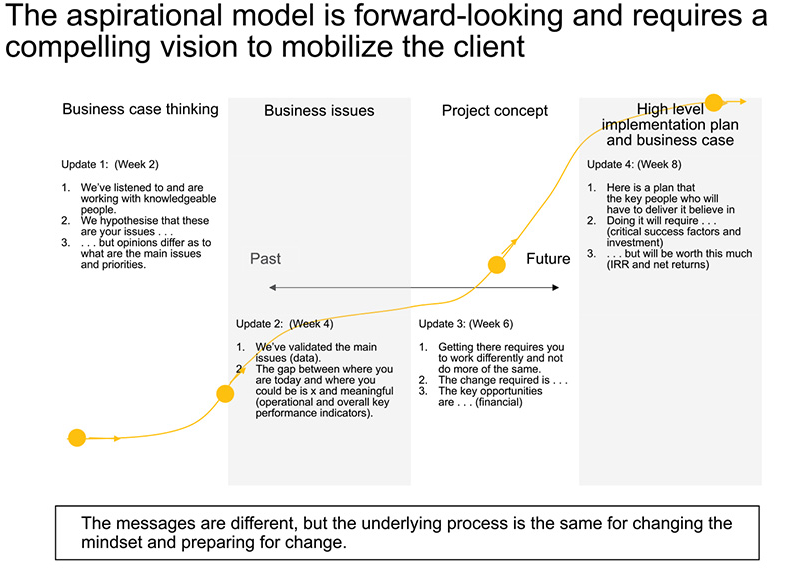 The aspirational model is forward-looking and requires a
compelling vision to mobilize the client
Business case thinking
Update 1: (Week 2)
1. We've listened to and are
working with knowledgeable
people.
2. We hypothesise that these
are your issues . . .
3. . . . but opinions differ as to
what are the main issues
and priorities.
Business issues
Past
Update 2: (Week 4)
1. We've validated the main
issues (data).
2. The gap between where you
are today and where you
could be is x and meaningful
(operational and overall key
performance indicators).
Project concept
Future
Update 3: (Week 6)
1. Getting there requires you
to work differently and not
do more of the same.
2. The change required is . . .
3. The key opportunities
are . . . (financial)
High level
implementation plan
and business case
Update 4: (Week 8)
1. Here is a plan that
the key people who will
have to deliver it believe in
2. Doing it will require . . .
(critical success factors and
investment)
3. . . . but will be worth this much
(IRR and net returns)
The messages are different, but the underlying process is the same for changing the
mindset and preparing for change.